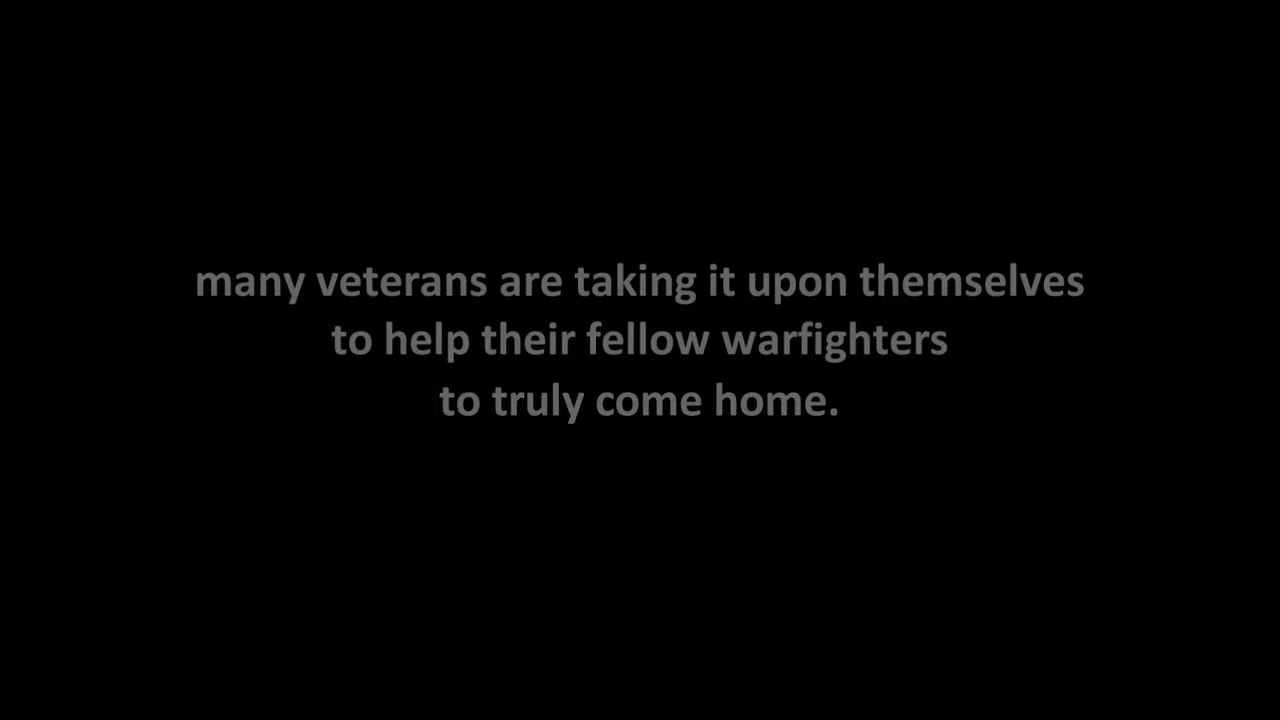 many veterans are taking it upon themselves
to help their fellow warfighters
to truly come home.